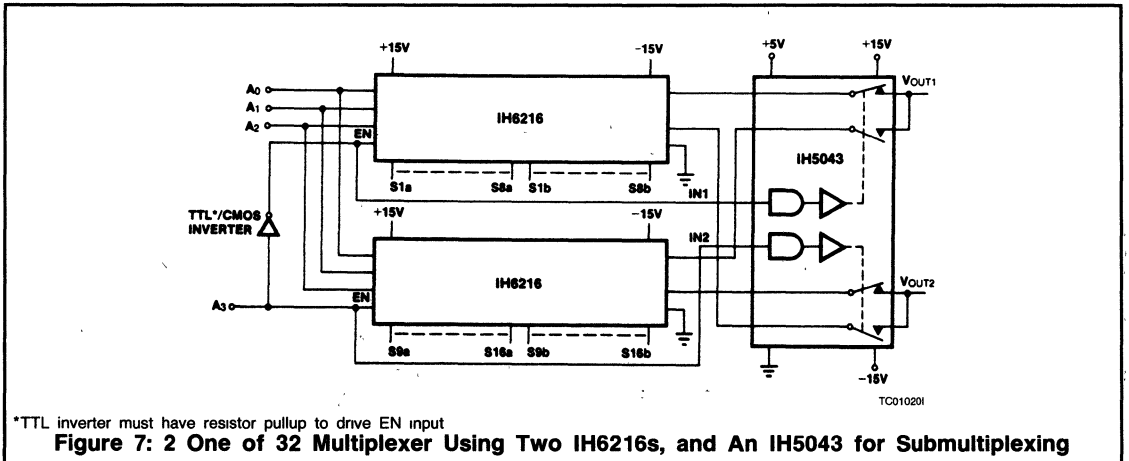 +15V
-15V
+5V
+15V
A0
A1
A2
EN
IH6216
VOUT1
IH5043
S1a
S8a
S1b
S8b
IN1
TTL*/CMOS
INVERTER
+15V
-15V
IN2
IH6216
A3
EN
VOUT2
S9a
S16a
S9b
S16b
-15V
TC01020I
*TTL inverter must have resistor pullup to drive EN input
Figure 7: 2 One of 32 Multiplexer Using Two IH6216s, and An IH5043 for Submultiplexing